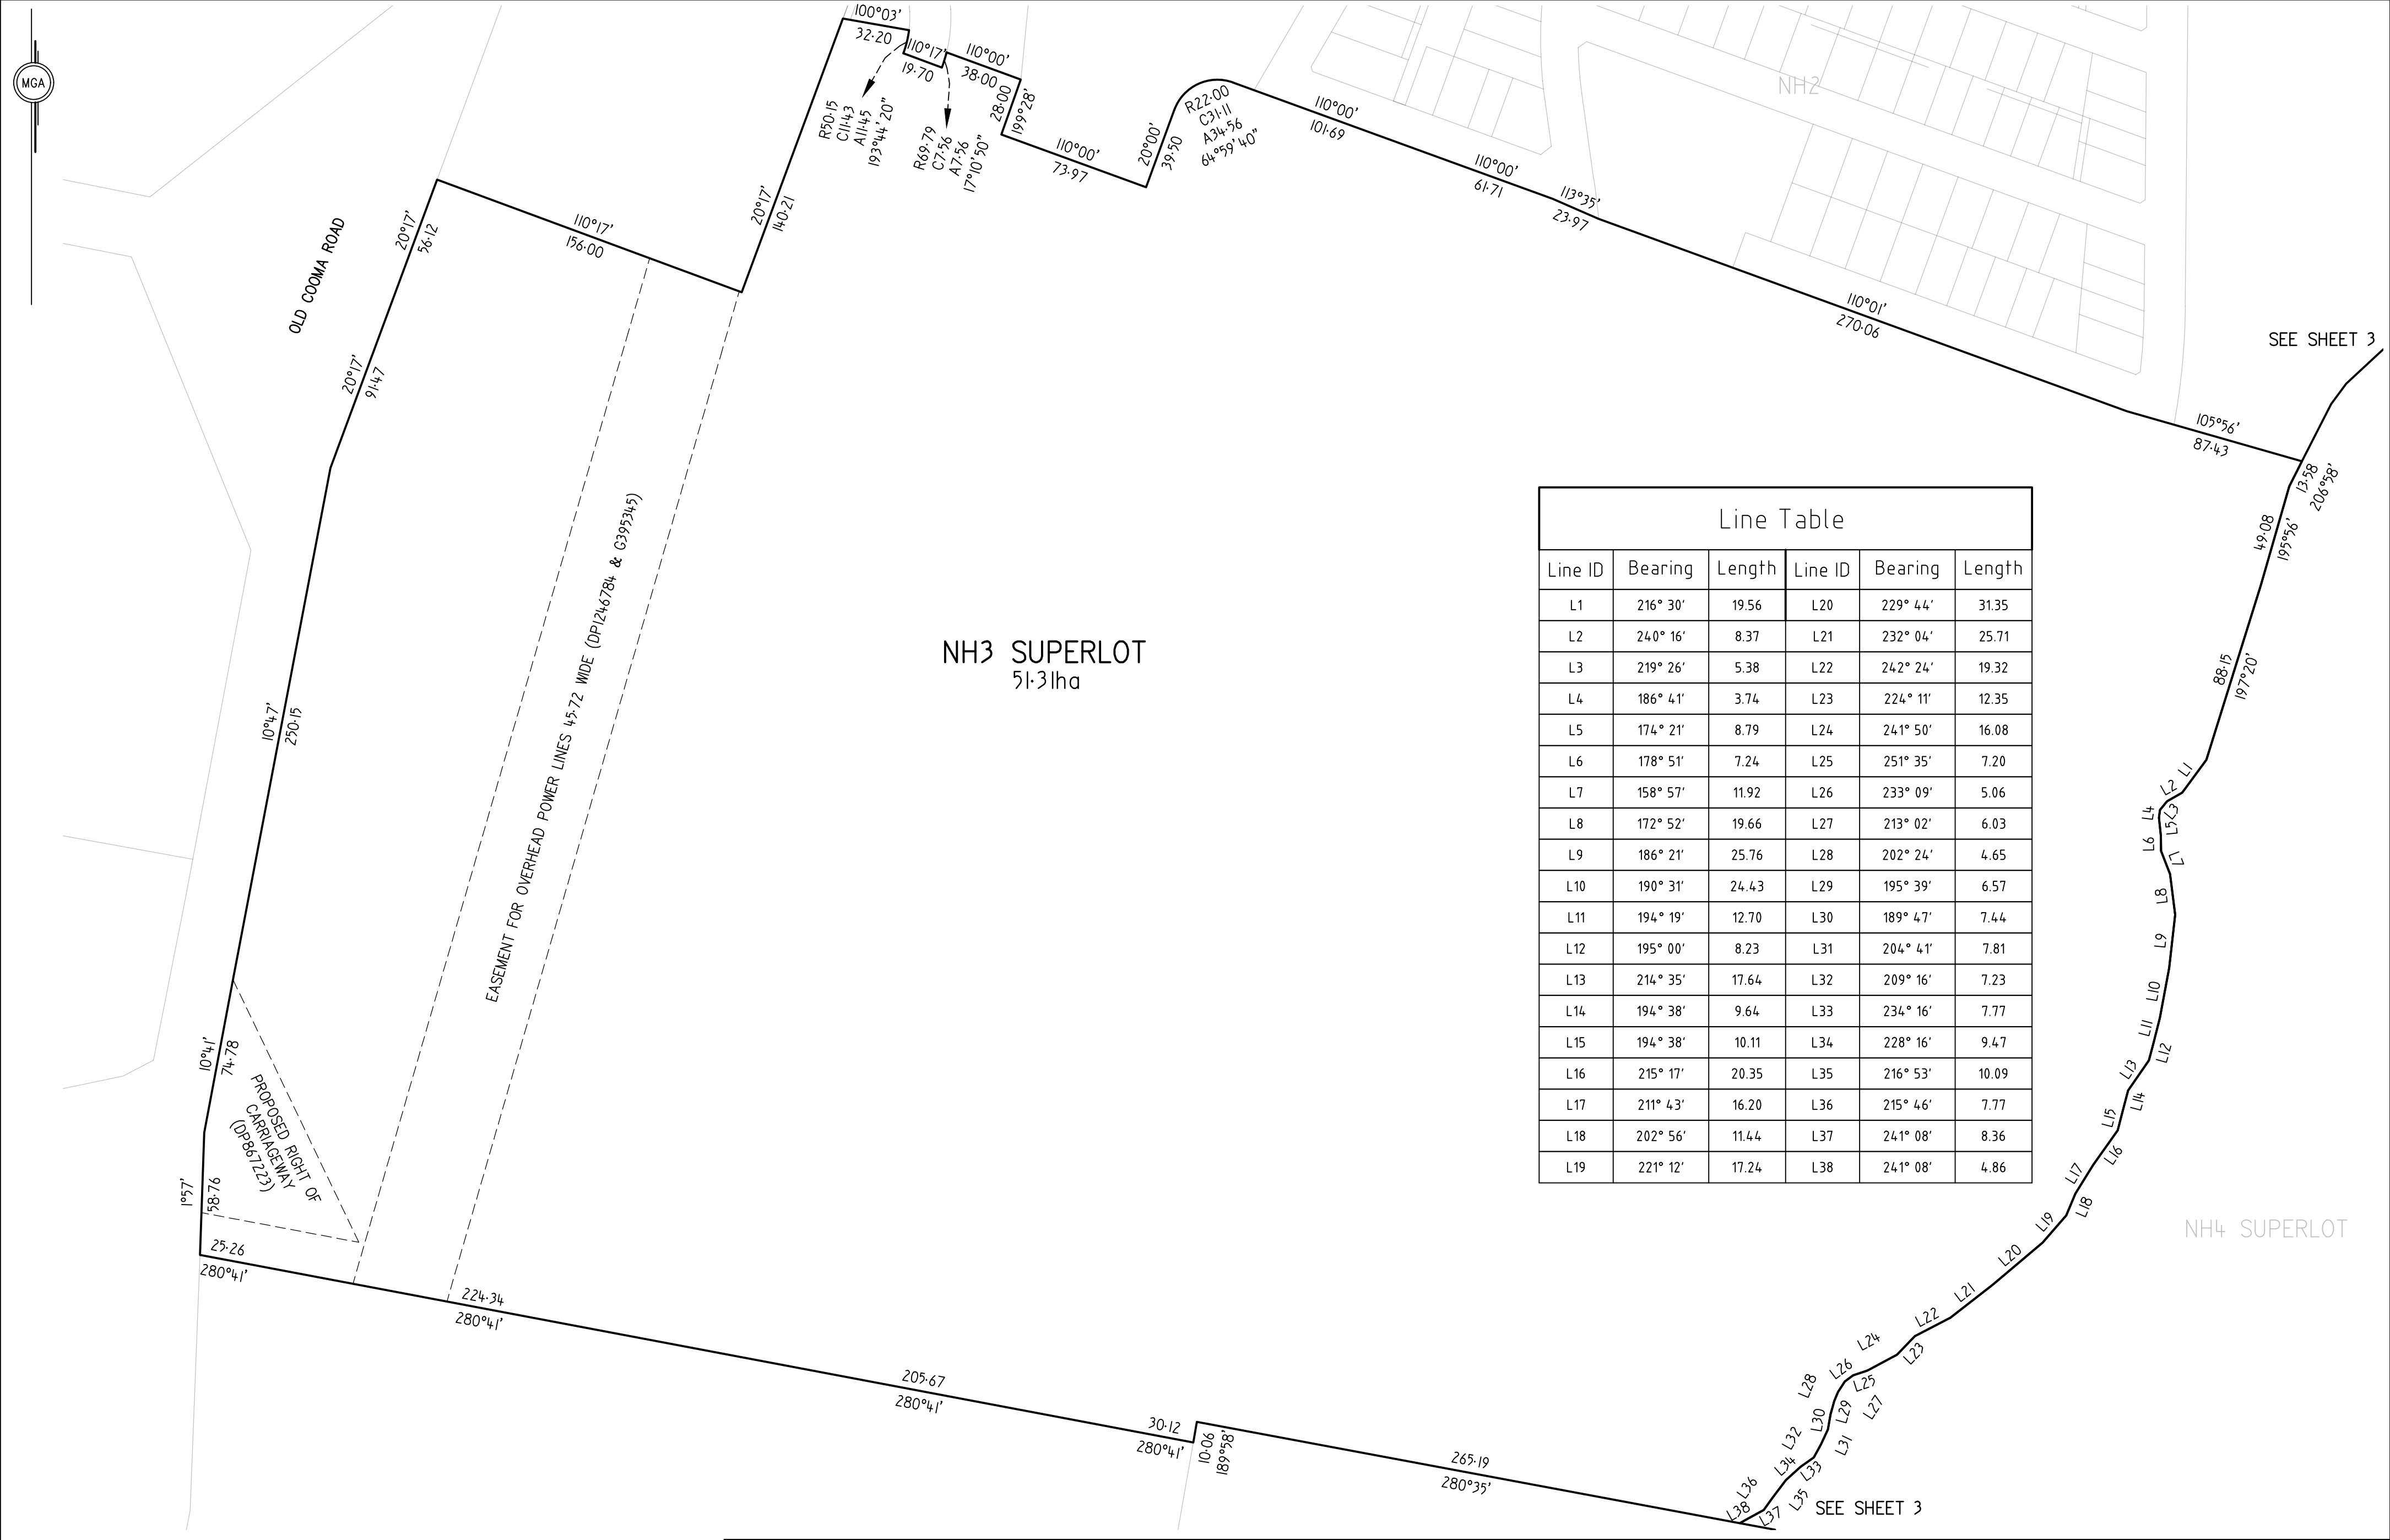 MGA
100°03'
32·20
110°17'
19·70
110°00'
38·00
28·00
199°28'
R50·15
C11·43
A11·45
193°44'20"
R69·79
C7·56
A7·56
17°10'50"
110°00'
73·97
20°00'
39·50
R22·00
C31·11
A34·56
64°59'40"
110°00'
101·69
110°00'
61·71
113°35'
23·97
NH2
110°01'
270·06
SEE SHEET 3
105°56'
87·43
13·58
206°58'
49·08
195°56'
88·15
197°20'
OLD COOMA ROAD
20°17'
56·12
110°17'
156·00
20°17'
140·21
20°17'
91·47
10°47'
250·15
EASEMENT FOR OVERHEAD POWER LINES 45·72 WIDE (DP1246784 & G395345)
NH3 SUPERLOT
51·31ha
Line Table
Line ID Bearing Length Line ID Bearing Length
L1 216° 30' 19.56 L20 229° 44' 31.35
L2 240° 16' 8.37 L21 232° 04' 25.71
L3 219° 26' 5.38 L22 242° 24' 19.32
L4 186° 41' 3.74 L23 224° 11' 12.35
L5 174° 21' 8.79 L24 241° 50' 16.08
L6 178° 51' 7.24 L25 251° 35' 7.20
L7 158° 57' 11.92 L26 233° 09' 5.06
L8 172° 52' 19.66 L27 213° 02' 6.03
L9 186° 21' 25.76 L28 202° 24' 4.65
L10 190° 31' 24.43 L29 195° 39' 6.57
L11 194° 19' 12.70 L30 189° 47' 7.44
L12 195° 00' 8.23 L31 204° 41' 7.81
L13 214° 35' 17.64 L32 209° 16' 7.23
L14 194° 38' 9.64 L33 234° 16' 7.77
L15 194° 38' 10.11 L34 228° 16' 9.47
L16 215° 17' 20.35 L35 216° 53' 10.09
L17 211° 43' 16.20 L36 215° 46' 7.77
L18 202° 56' 11.44 L37 241° 08' 8.36
L19 221° 12' 17.24 L38 241° 08' 4.86
L1
L2
L3
L4
L5
L6
L7
L8
L9
L10
L11
L12
L13
L14
L15
L16
L17
L18
L19
L20
L21
L22
L23
L24
L25
L26
L27
L28
L29
L30
L31
L32
L33
L34
L35
L36
L37
L38
NH4 SUPERLOT
10°41'
74·78
PROPOSED RIGHT OF
CARRIAGEWAY
(DP867223)
1°57'
58·76
25·26
280°41'
224·34
280°41'
205·67
280°41'
30·12
280°41'
10·06
189°58'
265·19
280°35'
SEE SHEET 3